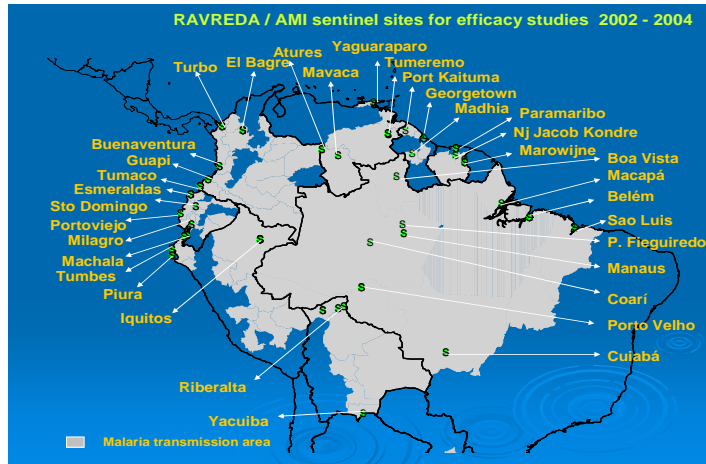 RAVREDA / AMI sentinel sites for efficacy studies 2002 - 2004
Yaguaraparo
Atures
El Bagre
Tumeremo
Turbo
Mavaca
Port Kaituma
Georgetown
Madhia
Paramaribo
Nj Jacob Kondre
Marowijne
Buenaventura
Guapi
Tumaco
Esmeraldas
Sto Domingo
Portoviejo
Milagro
Machala
Tumbes
Piura
Iquitos
Riberalta
Yacuiba
Boa Vista
Macapá
Belém
Sao Luis
P. Fieguiredo
Manaus
Coarí
Porto Velho
Cuiabá
Malaria transmission area